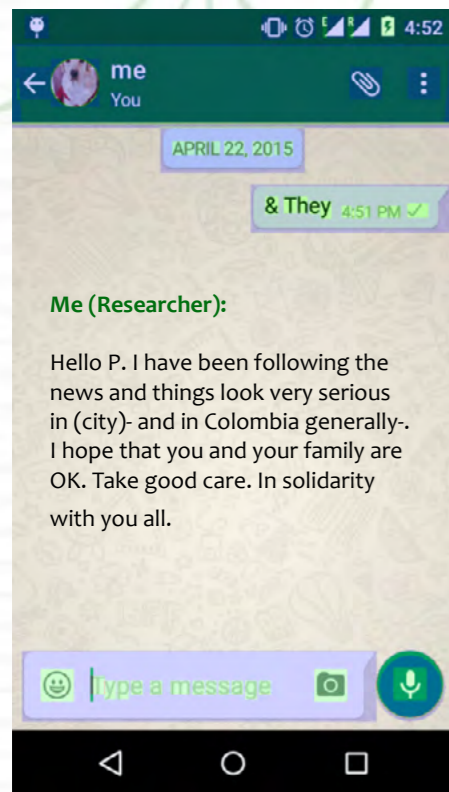 E R 4:52
me
You
APRIL 22, 2015
& They 4:51 PM
Me (Researcher):
Hello P. I have been following the
news and things look very serious
in (city)- and in Colombia generally-.
I hope that you and your family are
OK. Take good care. In solidarity
with you all.
Type a message